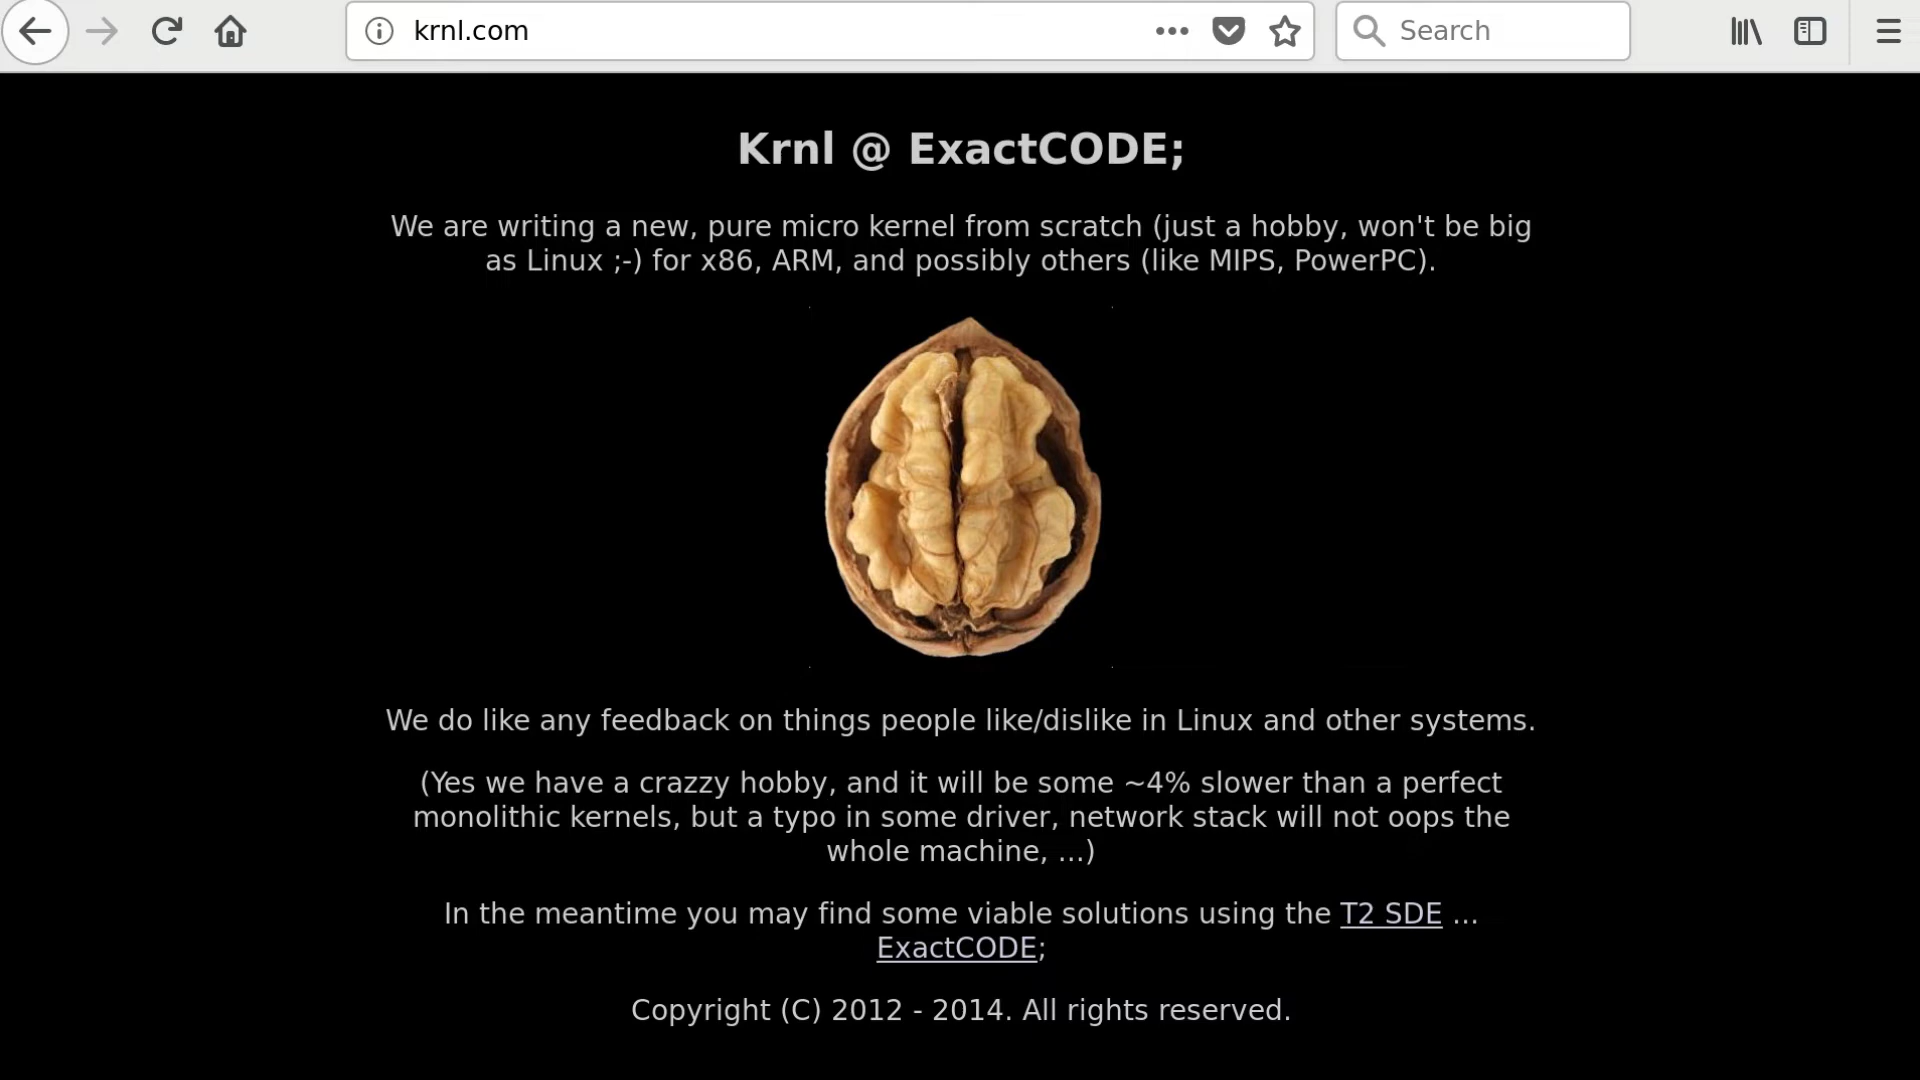 krnl.com
Search
Krnl @ ExactCODE;
We are writing a new, pure micro kernel from scratch (just a hobby, won't be big
as Linux ;-) for x86, ARM, and possibly others (like MIPS, PowerPC).
We do like any feedback on things people like/dislike in Linux and other systems.
(Yes we have a crazzy hobby, and it will be some ~4% slower than a perfect
monolithic kernels, but a typo in some driver, network stack will not oops the
whole machine, ...)
In the meantime you may find some viable solutions using the T2 SDE ...
ExactCODE;
Copyright (C) 2012 - 2014. All rights reserved.